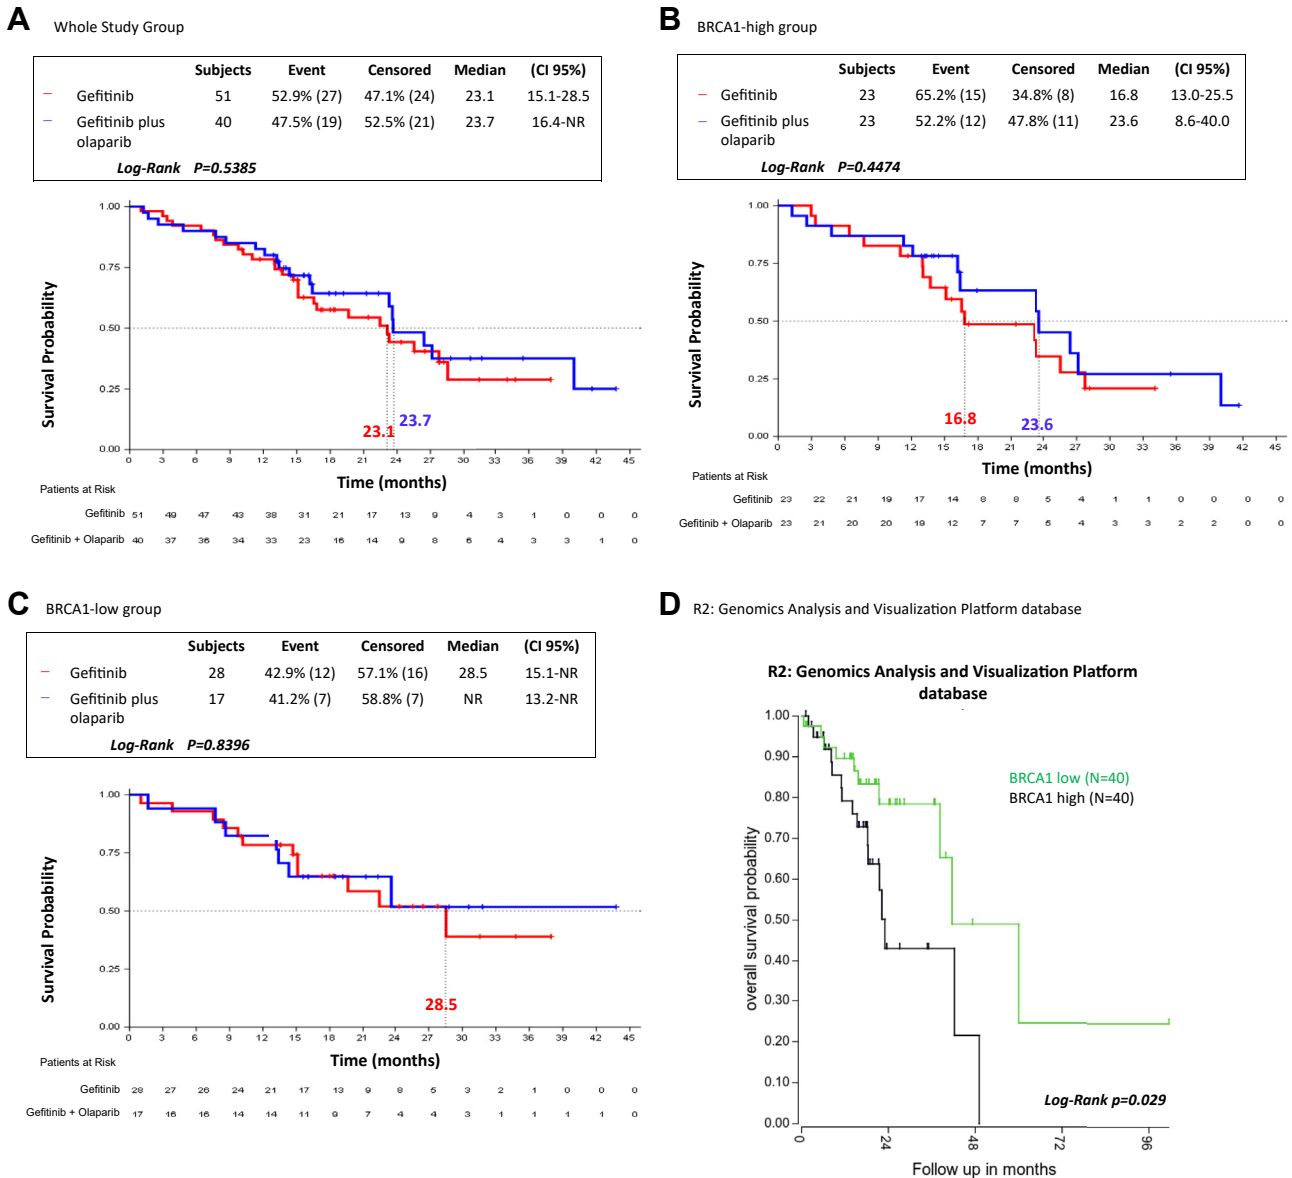 A Whole Study Group
Subjects Event Censored Median (CI 95%)
Gefitinib 51 52.9% (27) 47.1% (24) 23.1 15.1-28.5
Gefitinib plus 40 47.5% (19) 52.5% (21) 23.7 16.4-NR
olaparib
Log-Rank P=0.5385
1.00
0.75
0.50
0.25
0.00
Survival Probability
23.1
23.7
0 3 6 9 12 15 18 21 24 27 30 33 36 39 42 45
Time (months)
Patients at Risk
Gefitinib 51 49 47 43 38 31 21 17 13 9 4 3 1 0 0 0
Gefitinib + Olaparib 40 37 36 34 33 23 16 14 9 8 6 4 3 3 1 0
B BRCA1-high group
Subjects Event Censored Median (CI 95%)
Gefitinib 23 65.2% (15) 34.8% (8) 16.8 13.0-25.5
Gefitinib plus 23 52.2% (12) 47.8% (11) 23.6 8.6-40.0
olaparib
Log-Rank P=0.4474
1.00
0.75
0.50
0.25
0.00
Survival Probability
16.8
23.6
0 3 6 9 12 15 18 21 24 27 30 33 36 39 42 45
Time (months)
Patients at Risk
Gefitinib 23 22 21 19 17 14 8 8 5 4 1 1 0 0 0 0
Gefitinib + Olaparib 23 21 20 20 19 12 7 7 5 4 3 3 2 2 0 0
C BRCA1-low group
Subjects Event Censored Median (CI 95%)
Gefitinib 28 42.9% (12) 57.1% (16) 28.5 15.1-NR
Gefitinib plus 17 41.2% (7) 58.8% (7) NR 13.2-NR
olaparib
Log-Rank P=0.8396
1.00
0.75
0.50
0.25
0.00
Survival Probability
28.5
0 3 6 9 12 15 18 21 24 27 30 33 36 39 42 45
Time (months)
Patients at Risk
Gefitinib 28 27 26 24 21 17 13 9 8 5 3 2 1 0 0 0
Gefitinib + Olaparib 17 16 16 14 14 11 9 7 4 4 3 1 1 1 1 0
D R2: Genomics Analysis and Visualization Platform database
R2: Genomics Analysis and Visualization Platform
database
1.00
0.90
0.80
0.70
0.60
0.50
0.40
0.30
0.20
0.10
0.00
overall survival probability
BRCA1 low (N=40)
BRCA1 high (N=40)
Log-Rank p=0.029
0 24 48 72 96
Follow up in months